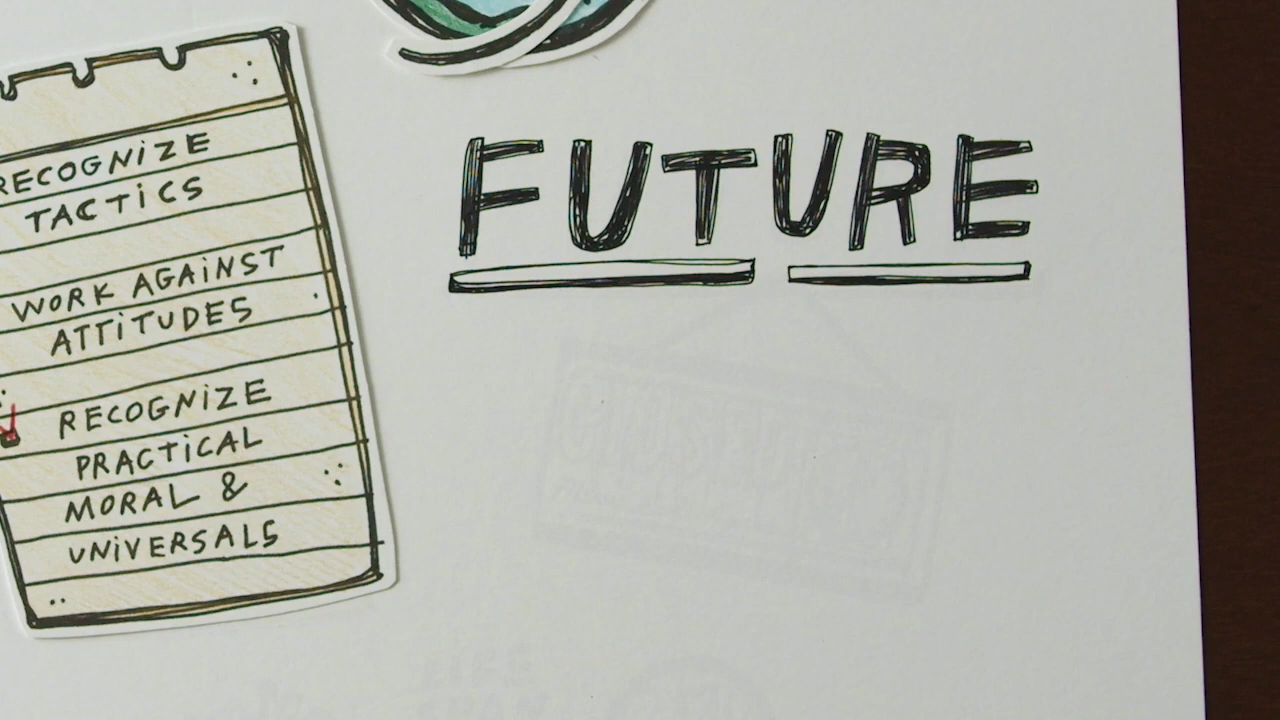 RECOGNIZE
TACTICS
WORK AGAINST
ATTITUDES
RECOGNIZE
PRACTICAL
MORAL &
UNIVERSALS
FUTURE